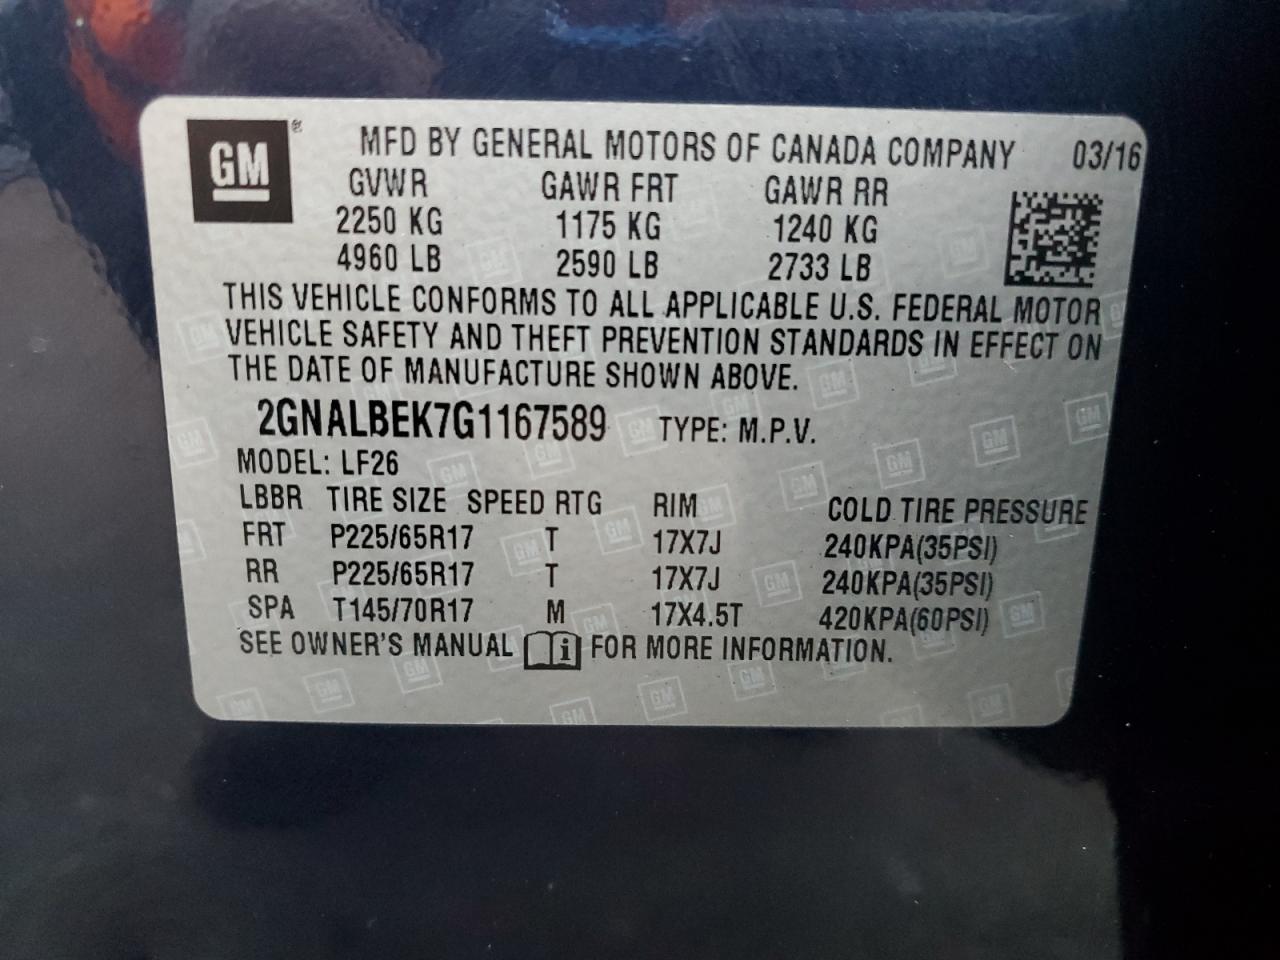 GM ® MFD BY GENERAL MOTORS OF CANADA COMPANY 03/16
GVWR GAWR FRT GAWR RR
2250 KG 1175 KG 1240 KG
4960 LB 2590 LB 2733 LB
THIS VEHICLE CONFORMS TO ALL APPLICABLE U.S. FEDERAL MOTOR
VEHICLE SAFETY AND THEFT PREVENTION STANDARDS IN EFFECT ON
THE DATE OF MANUFACTURE SHOWN ABOVE.
2GNALBEK7G1167589 TYPE: M.P.V.
MODEL: LF26
LBBR TIRE SIZE SPEED RTG RIM COLD TIRE PRESSURE
FRT P225/65R17 T 17X7J 240KPA(35PSI)
RR P225/65R17 T 17X7J 240KPA(35PSI)
SPA T145/70R17 M 17X4.5T 420KPA(60PSI)
SEE OWNER'S MANUAL i FOR MORE INFORMATION.